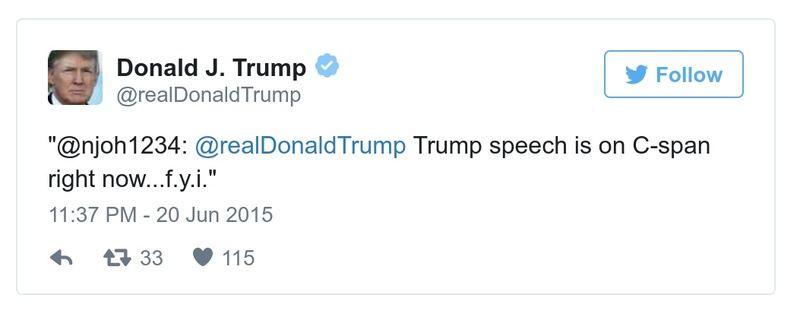 Donald J. Trump
@realDonaldTrump
Follow
"@njoh1234: @realDonaldTrump Trump speech is on C-span
right now...f.y.i."
11:37 PM - 20 Jun 2015
33 115